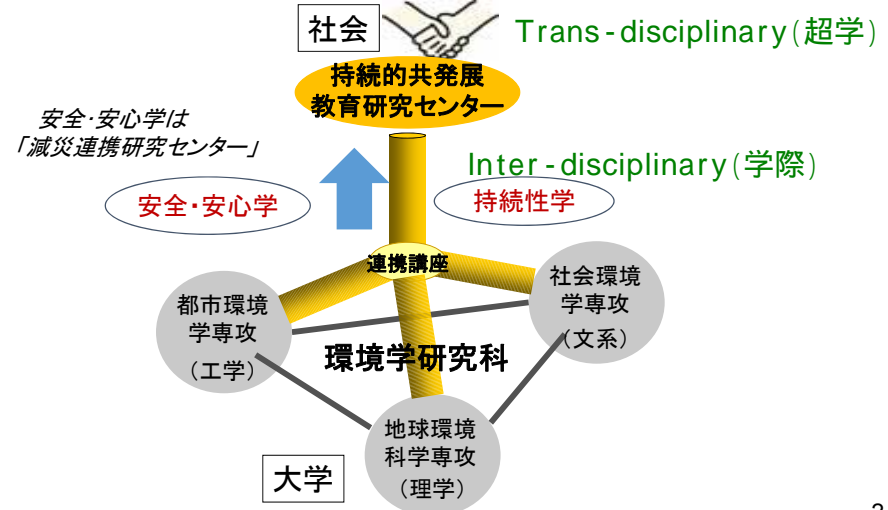 社会
Trans-disciplinary(超学)
持続的共発展
教育研究センター
安全・安心学は
「減災連携研究センター」
Inter-disciplinary(学際)
安全・安心学
持続性学
連携講座
都市環境
学専攻
(工学)
社会環境
学専攻
(文系)
環境学研究科
地球環境
科学専攻
(理学)
大学